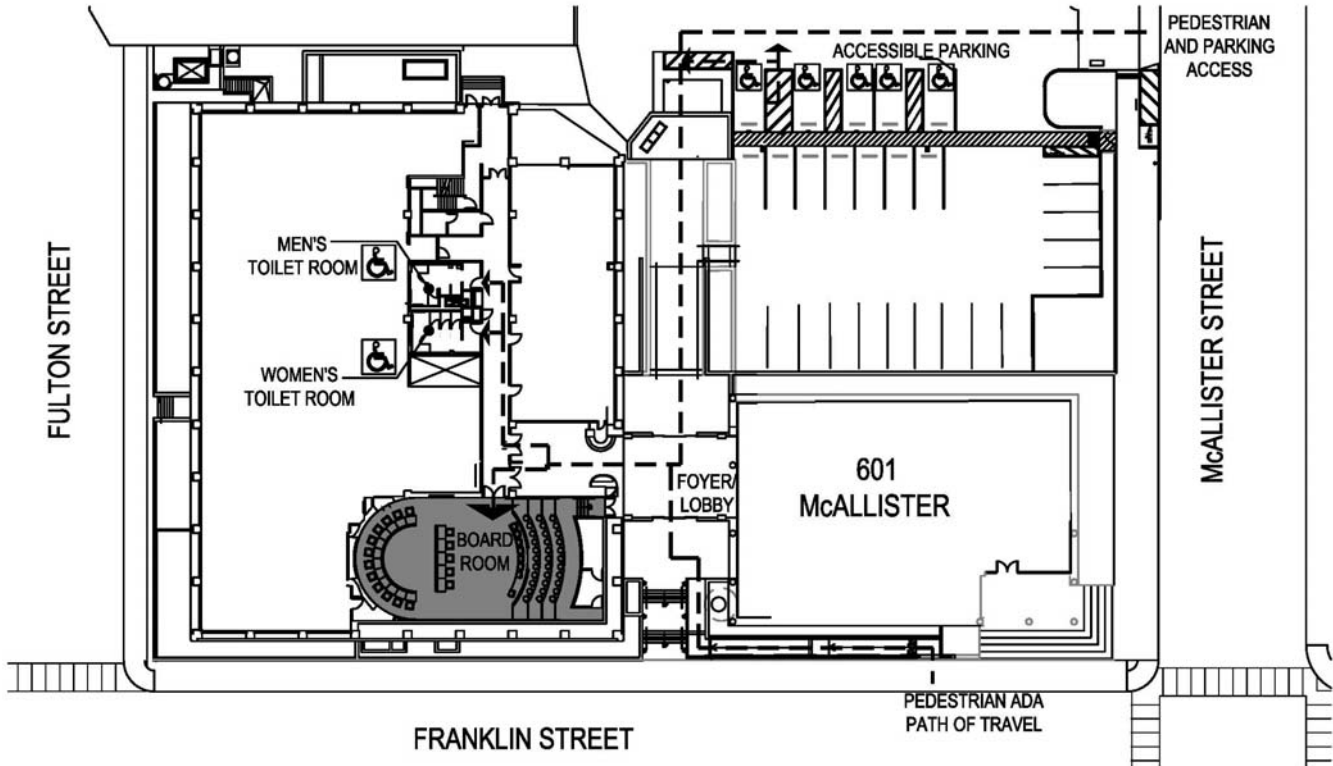 PEDESTRIAN
AND PARKING
ACCESS
ACCESSIBLE PARKING
MEN'S
TOILET ROOM
WOMEN'S
TOILET ROOM
FULTON STREET
McALLISTER STREET
FOYER/
LOBBY
601
McALLISTER
BOARD
ROOM
PEDESTRIAN ADA
PATH OF TRAVEL
FRANKLIN STREET